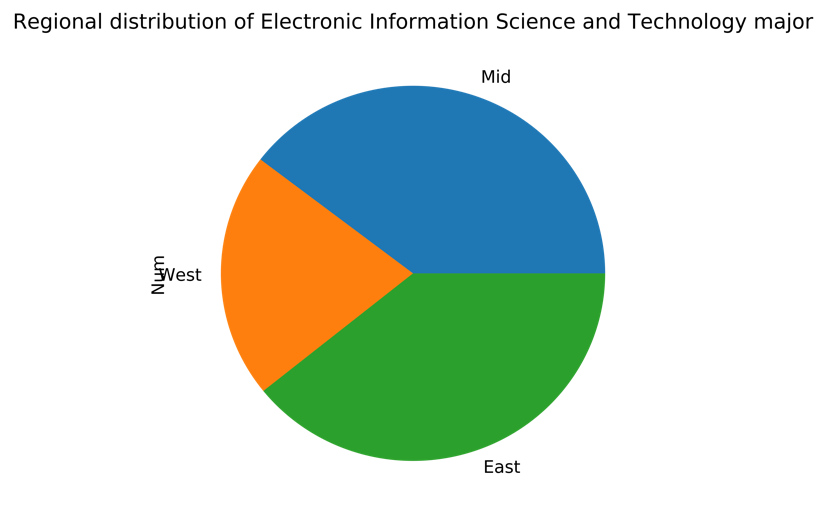 Regional distribution of Electronic Information Science and Technology major
Mid
Num
West
East